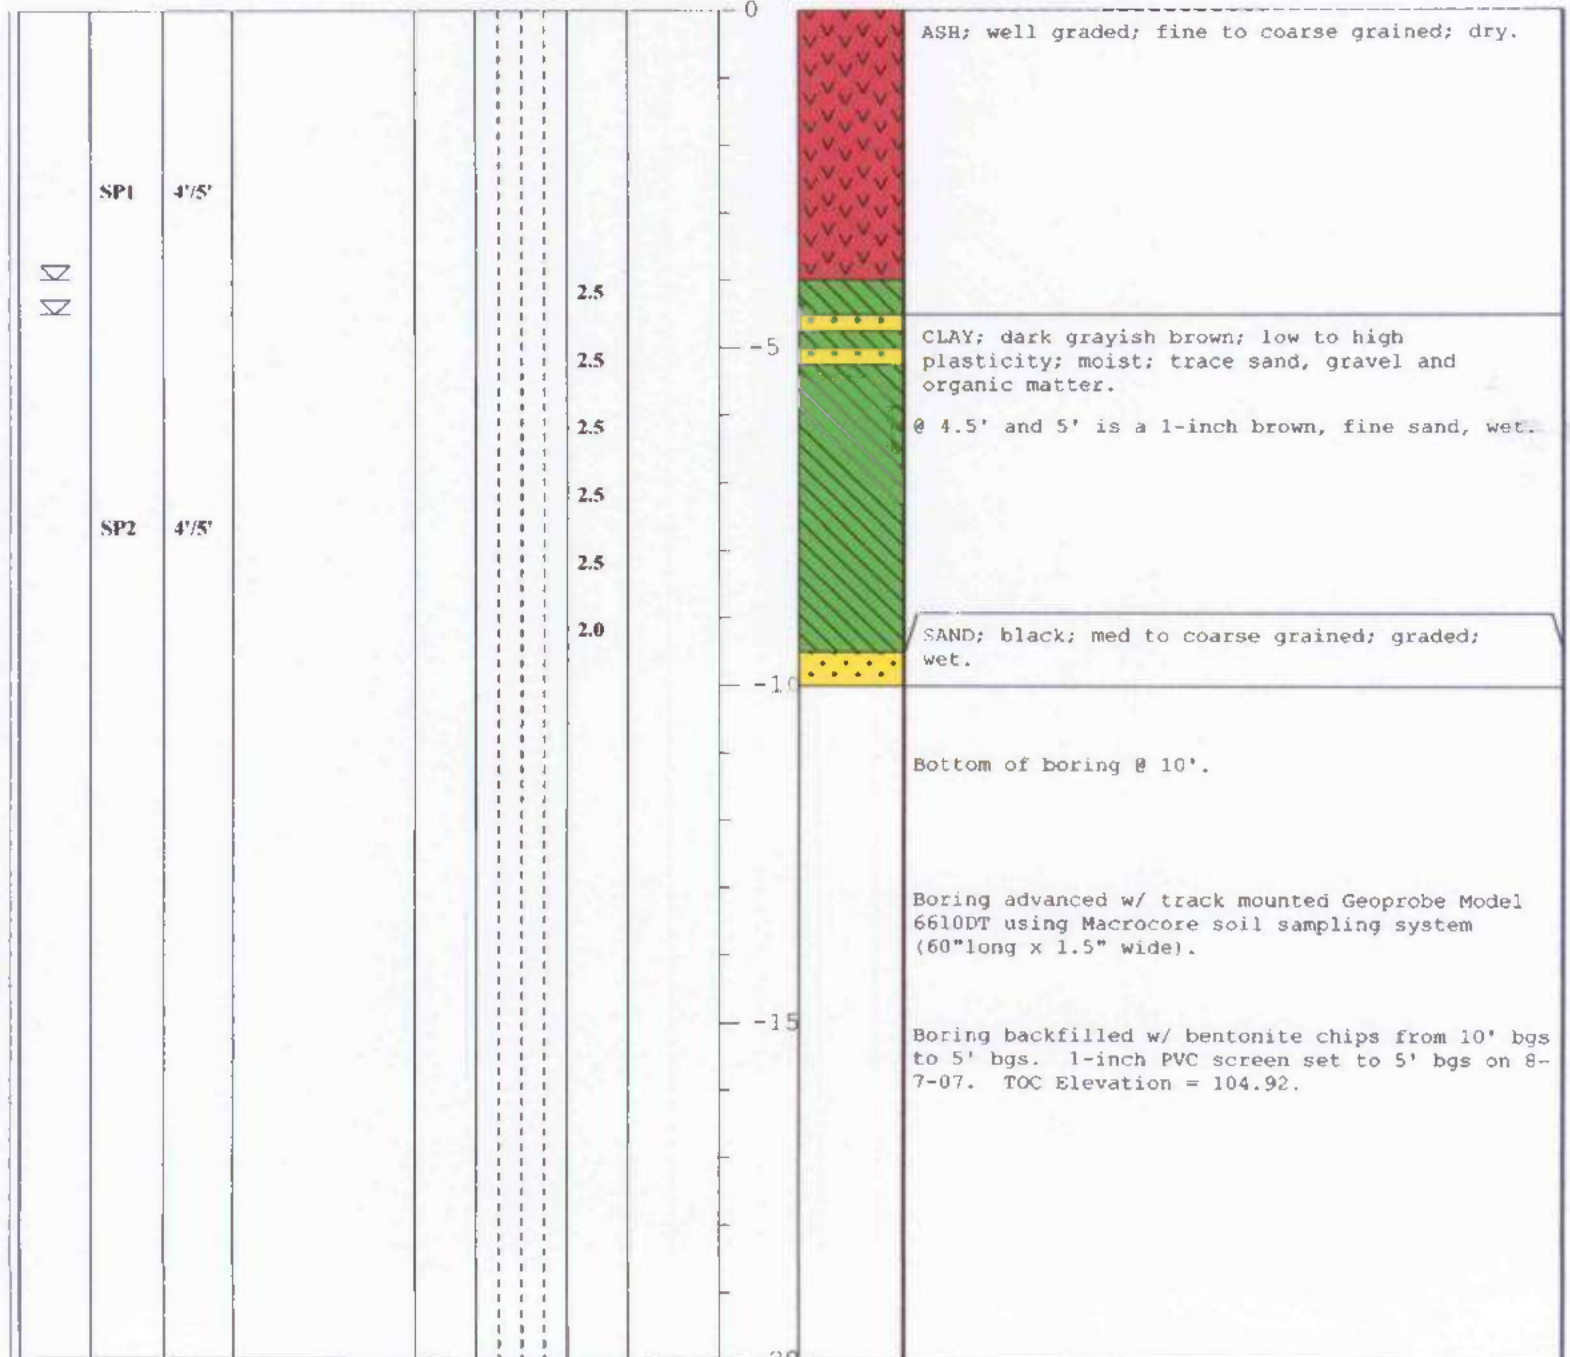 0
ASH; well graded; fine to coarse grained; dry.
SP1 4'/5'
2.5
CLAY; dark grayish brown; low to high
plasticity; moist; trace sand, gravel and
organic matter.
-5
2.5
@ 4.5' and 5' is a 1-inch brown, fine sand, wet.
2.5
2.5
SP2 4'/5'
2.5
2.0
SAND; black; med to coarse grained; graded;
wet.
-10
Bottom of boring @ 10'.
Boring advanced w/ track mounted Geoprobe Model
6610DT using Macrocore soil sampling system
(60"long x 1.5" wide).
-15
Boring backfilled w/ bentonite chips from 10' bgs
to 5' bgs. 1-inch PVC screen set to 5' bgs on 8-
7-07. TOC Elevation = 104.92.